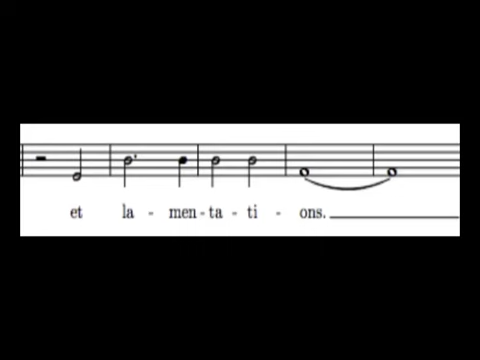 et la - men - ta - ti - ons.